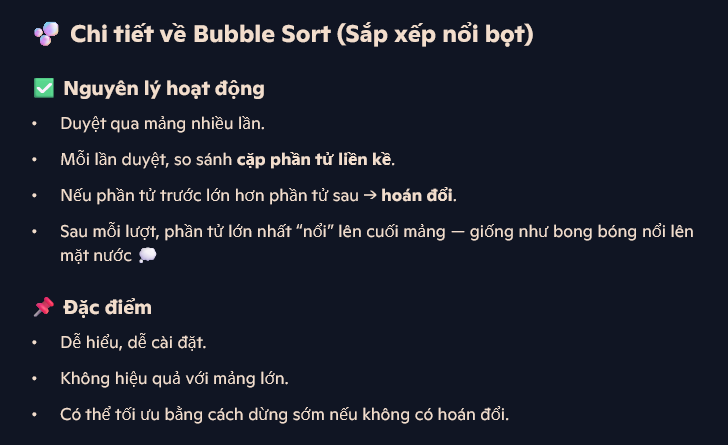 🫧 Chi tiết về Bubble Sort (Sắp xếp nổi bọt)
✅ Nguyên lý hoạt động
• Duyệt qua mảng nhiều lần.
• Mỗi lần duyệt, so sánh cặp phần tử liền kề.
• Nếu phần tử trước lớn hơn phần tử sau → hoán đổi.
• Sau mỗi lượt, phần tử lớn nhất “nổi” lên cuối mảng — giống như bong bóng nổi lên
mặt nước 💭
📌 Đặc điểm
• Dễ hiểu, dễ cài đặt.
• Không hiệu quả với mảng lớn.
• Có thể tối ưu bằng cách dừng sớm nếu không có hoán đổi.